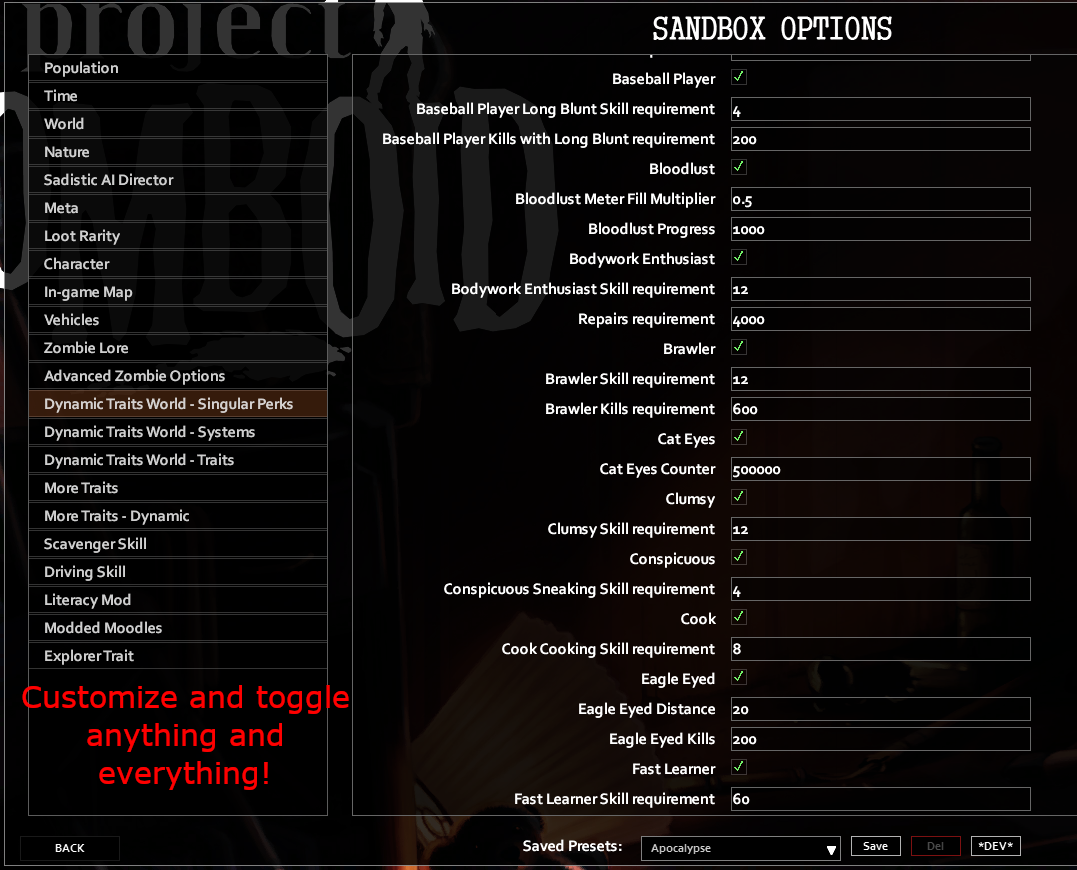 project
ZOMBOID
SANDBOX OPTIONS
Population
Time
World
Nature
Sadistic AI Director
Meta
Loot Rarity
Character
In-game Map
Vehicles
Zombie Lore
Advanced Zombie Options
Dynamic Traits World - Singular Perks
Dynamic Traits World - Systems
Dynamic Traits World - Traits
More Traits
More Traits - Dynamic
Scavenger Skill
Driving Skill
Literacy Mod
Modded Moodles
Explorer Trait
Customize and toggle
anything and
everything!
Baseball Player ✓
Baseball Player Long Blunt Skill requirement 4
Baseball Player Kills with Long Blunt requirement 200
Bloodlust ✓
Bloodlust Meter Fill Multiplier 0.5
Bloodlust Progress 1000
Bodywork Enthusiast ✓
Bodywork Enthusiast Skill requirement 12
Repairs requirement 4000
Brawler ✓
Brawler Skill requirement 12
Brawler Kills requirement 600
Cat Eyes ✓
Cat Eyes Counter 500000
Clumsy ✓
Clumsy Skill requirement 12
Conspicuous ✓
Conspicuous Sneaking Skill requirement 4
Cook ✓
Cook Cooking Skill requirement 8
Eagle Eyed ✓
Eagle Eyed Distance 20
Eagle Eyed Kills 200
Fast Learner ✓
Fast Learner Skill requirement 60
BACK
Saved Presets: Apocalypse Save Del *DEV*